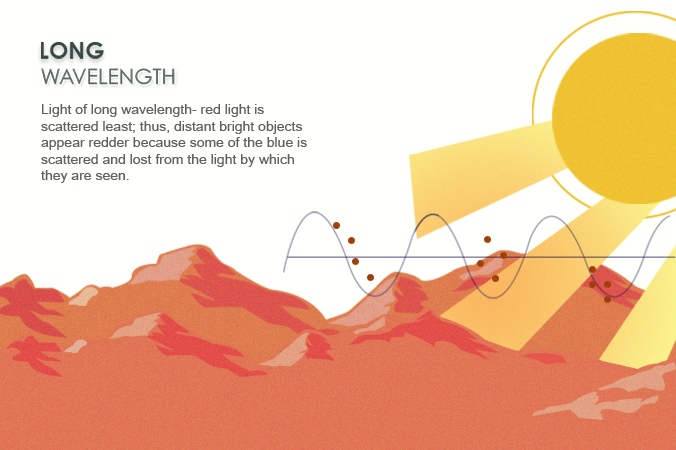 LONG
WAVELENGTH
Light of long wavelength- red light is
scattered least; thus, distant bright objects
appear redder because some of the blue is
scattered and lost from the light by which
they are seen.